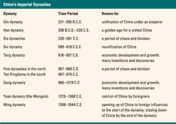 China's Imperial Dynasties
Dynasty Time Period Known for
Qin dynasty 221–206 B.C.E. unification of China under an emperor
Han dynasty 206 B.C.E.–220 C.E. a golden age for a united China
Six dynasties 220–581 C.E. a period of chaos and division
Sui dynasty 589–618 C.E. reunification of China
Tang dynasty 618–907 C.E. economic development and growth;
many inventions and discoveries
Five dynasties in the north 907–960 C.E. a period of chaos and division
Ten Kingdoms in the south 907–979 C.E.
Song dynasty 960–1279 C.E. economic development and growth;
many inventions and discoveries
Yuan dynasty (the Mongols) 1279–1368 C.E. control of China by foreigners
Ming dynasty 1368–1644 C.E. opening up of China to foreign influences
at the start of the dynasty, closing down
of China by the end of the dynasty